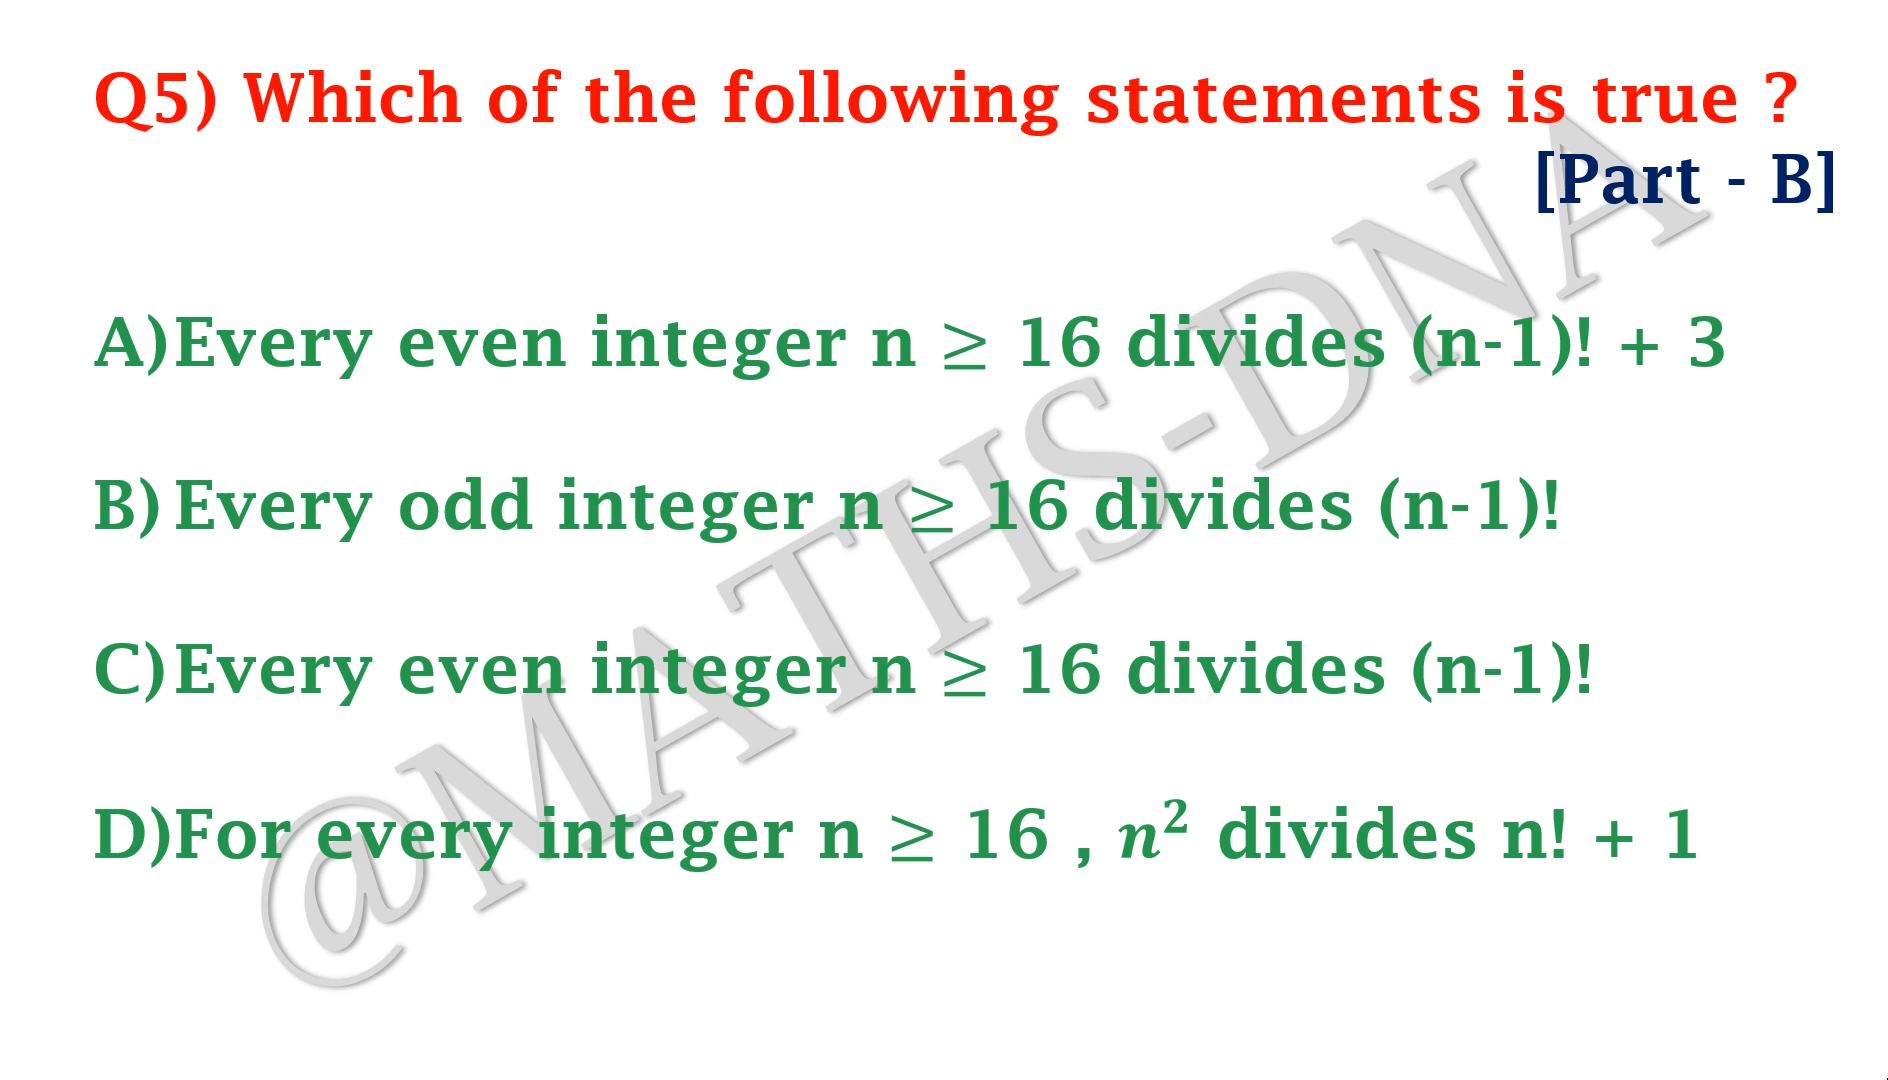 Q5) Which of the following statements is true ?
[Part - B]
A)Every even integer n ≥ 16 divides (n-1)! + 3
B) Every odd integer n ≥ 16 divides (n-1)!
C)Every even integer n ≥ 16 divides (n-1)!
D)For every integer n ≥ 16 , n² divides n! + 1
@MATHS-DNA